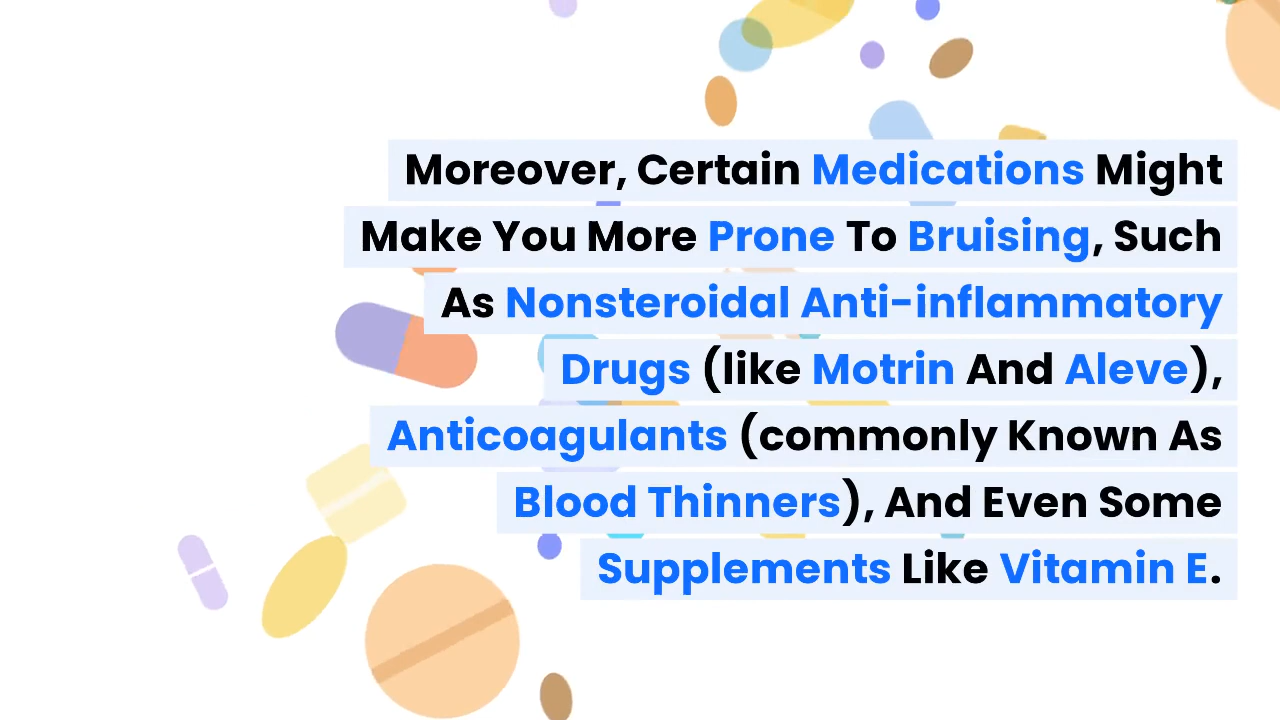 Moreover, Certain Medications Might
Make You More Prone To Bruising, Such
As Nonsteroidal Anti-inflammatory
Drugs (like Motrin And Aleve),
Anticoagulants (commonly Known As
Blood Thinners), And Even Some
Supplements Like Vitamin E.